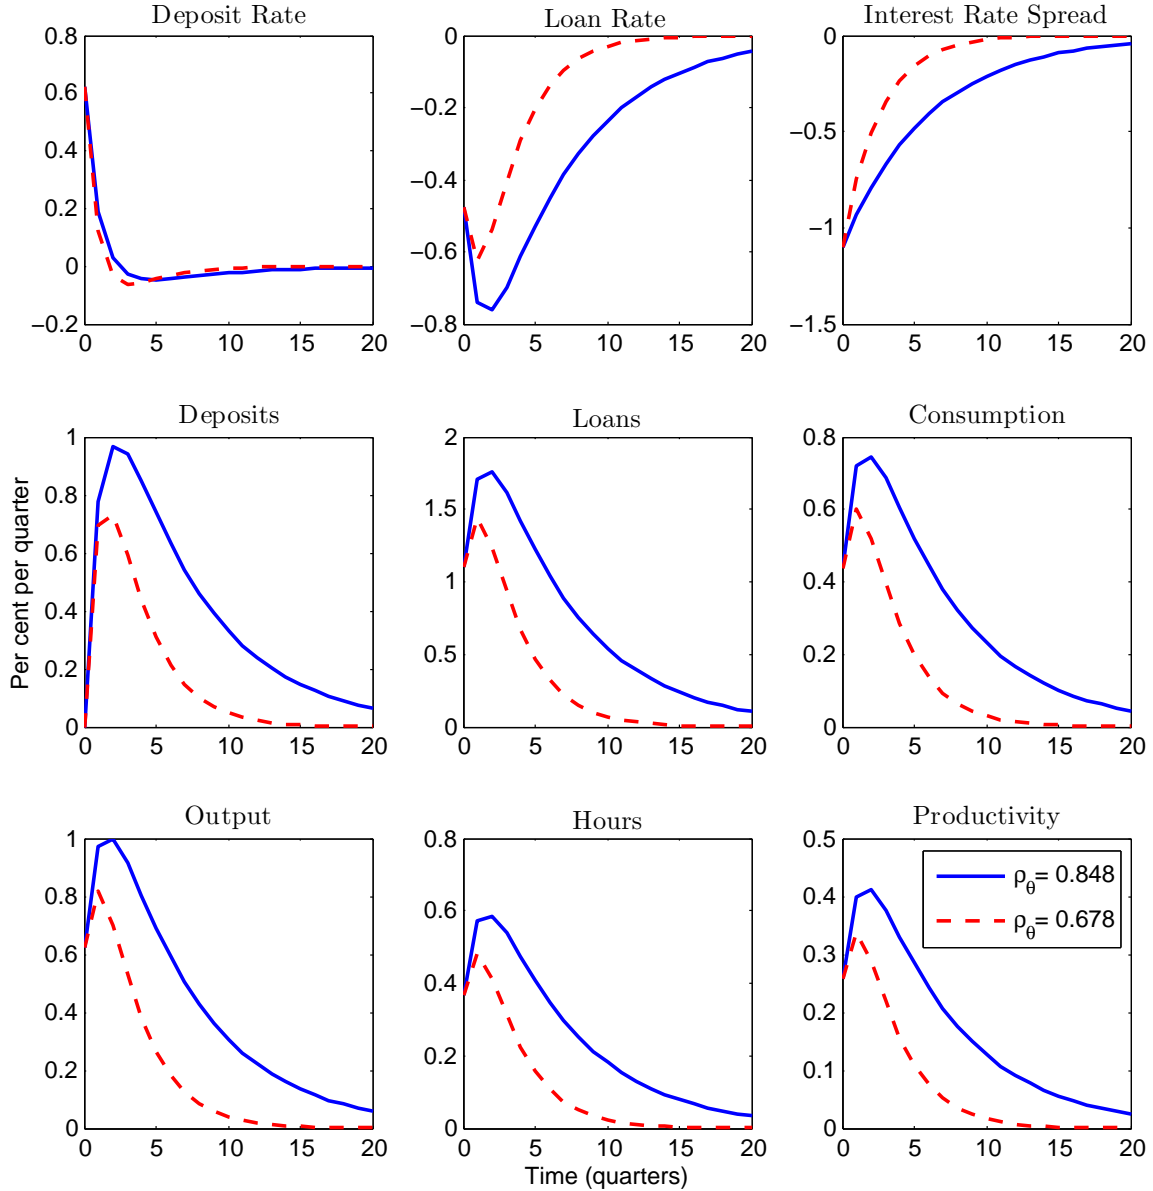 Deposit Rate
Loan Rate
Interest Rate Spread
0.8
0.6
0.4
0.2
0
−0.2
0 5 10 15 20
0
−0.2
−0.4
−0.6
−0.8
0 5 10 15 20
0
−0.5
−1
−1.5
0 5 10 15 20
Deposits
Loans
Consumption
Per cent per quarter
1
0.8
0.6
0.4
0.2
0
0 5 10 15 20
2
1.5
1
0.5
0
0 5 10 15 20
0.8
0.6
0.4
0.2
0
0 5 10 15 20
Output
Hours
Productivity
1
0.8
0.6
0.4
0.2
0
0 5 10 15 20
0.8
0.6
0.4
0.2
0
0 5 10 15 20
Time (quarters)
0.5
0.4
0.3
0.2
0.1
0
0 5 10 15 20
ρθ= 0.848
ρθ= 0.678